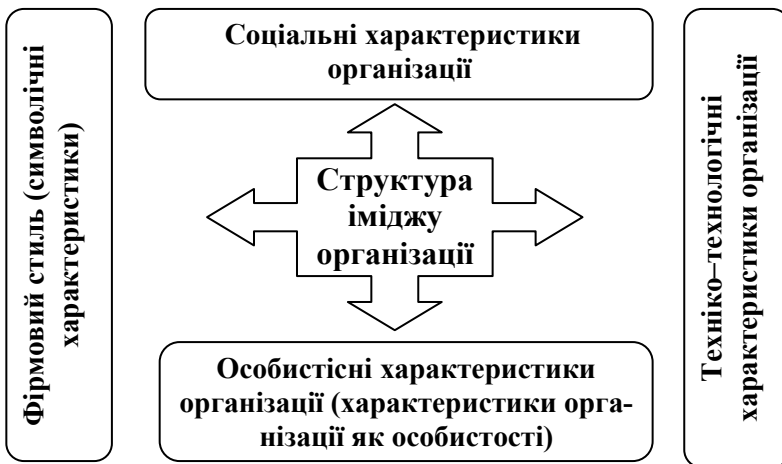 Соціальні характеристики
організації
Фірмовий стиль (символічні
характеристики)
Структура
іміджу
організації
Техніко–технологічні
характеристики організації
Особистісні характеристики
організації (характеристики орга-
нізації як особистості)